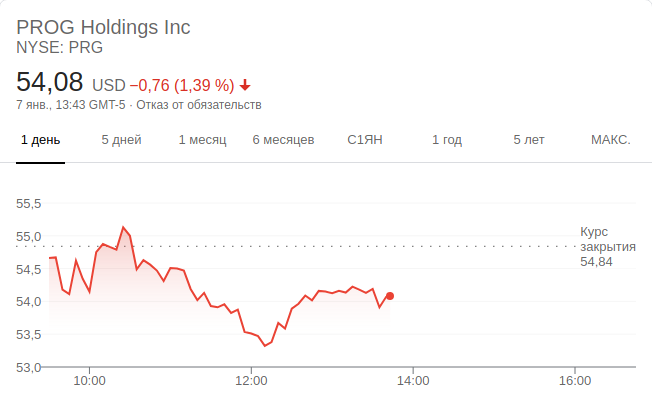 PROG Holdings Inc
NYSE: PRG
54,08 USD −0,76 (1,39 %)
7 янв., 13:43 GMT-5 · Отказ от обязательств
1 день 5 дней 1 месяц 6 месяцев С1ЯН 1 год 5 лет МАКС.
55,5
55,0
54,5
54,0
53,5
53,0
Курс
закрытия
54,84
10:00 12:00 14:00 16:00